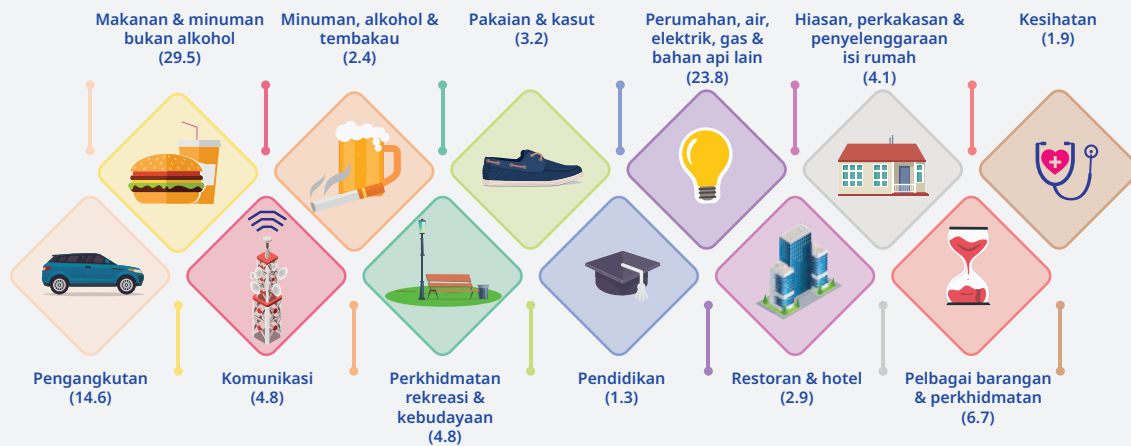 Makanan & minuman
bukan alkohol
(29.5)
Minuman, alkohol &
tembakau
(2.4)
Pakaian & kasut
(3.2)
Perumahan, air,
elektrik, gas &
bahan api lain
(23.8)
Hiasan, perkakasan &
penyelenggaraan
isi rumah
(4.1)
Kesihatan
(1.9)
Pengangkutan
(14.6)
Komunikasi
(4.8)
Perkhidmatan
rekreasi &
kebudayaan
(4.8)
Pendidikan
(1.3)
Restoran & hotel
(2.9)
Pelbagai barangan
& perkhidmatan
(6.7)